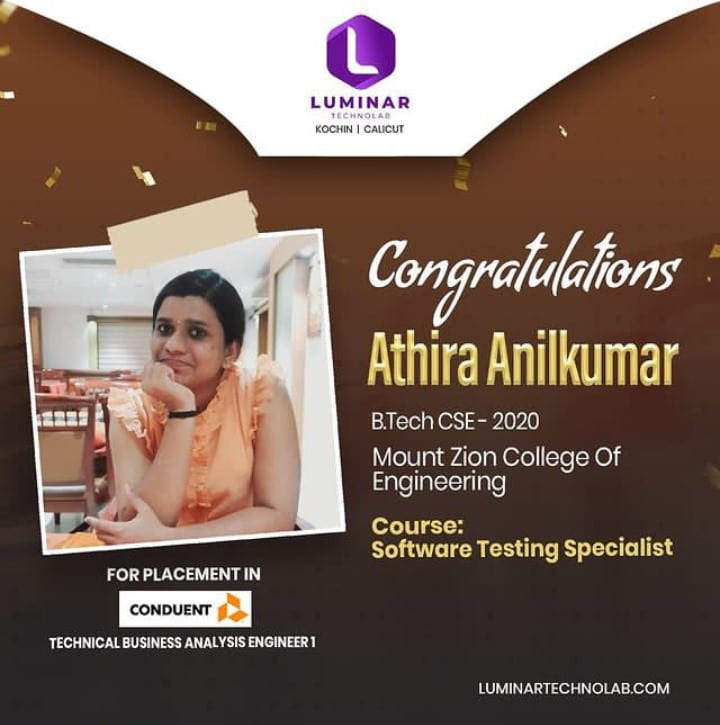 LUMINAR
TECHNOLAB
KOCHIN | CALICUT
Congratulations
Athira Anilkumar
B.Tech CSE - 2020
Mount Zion College Of
Engineering
Course:
Software Testing Specialist
FOR PLACEMENT IN
CONDUENT
TECHNICAL BUSINESS ANALYSIS ENGINEER 1
LUMINARTECHNOLAB.COM